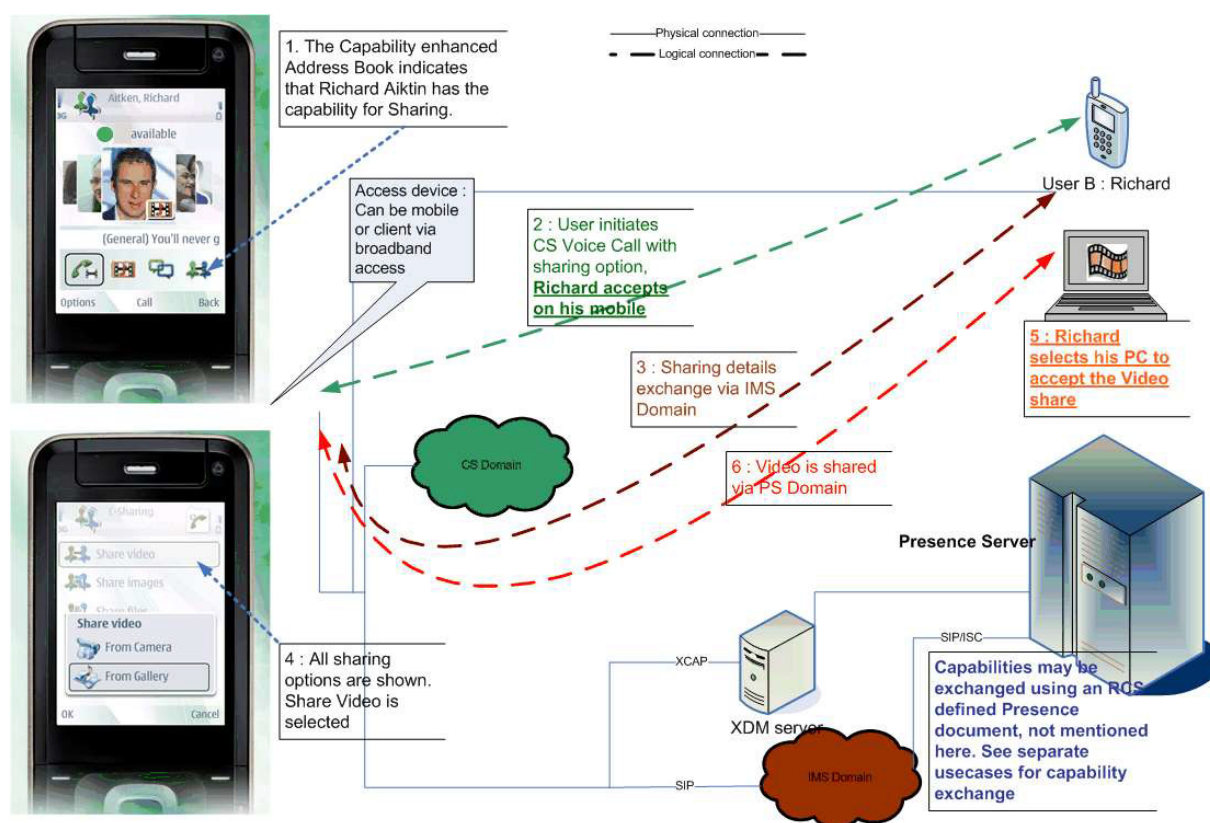 1. The Capability enhanced
Address Book indicates
that Richard Aiktin has the
capability for Sharing.
Physical connection
Logical connection
Aitken, Richard
3G
available
(General) You'll never g
Options Call Back
Access device :
Can be mobile
or client via
broadband
access
2 : User initiates
CS Voice Call with
sharing option,
Richard accepts
on his mobile
User B : Richard
5 : Richard
selects his PC to
accept the Video
share
3 : Sharing details
exchange via IMS
Domain
CS Domain
6 : Video is shared
via PS Domain
3G
Share video
Share images
Share files
Share video
From Camera
From Gallery
OK Cancel
4 : All sharing
options are shown.
Share Video is
selected
Presence Server
XCAP
XDM server
SIP/ISC
SIP
IMS Domain
Capabilities may be
exchanged using an RCS
defined Presence
document, not mentioned
here. See separate
usecases for capability
exchange